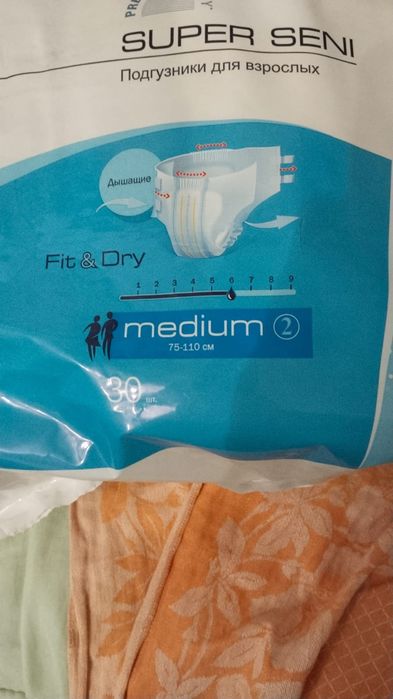 SUPER SENI
Подгузники для взрослых
Дышащие
Fit & Dry
1 2 3 4 5 6 7 8 9
medium 2
75-110 см
30 шт.